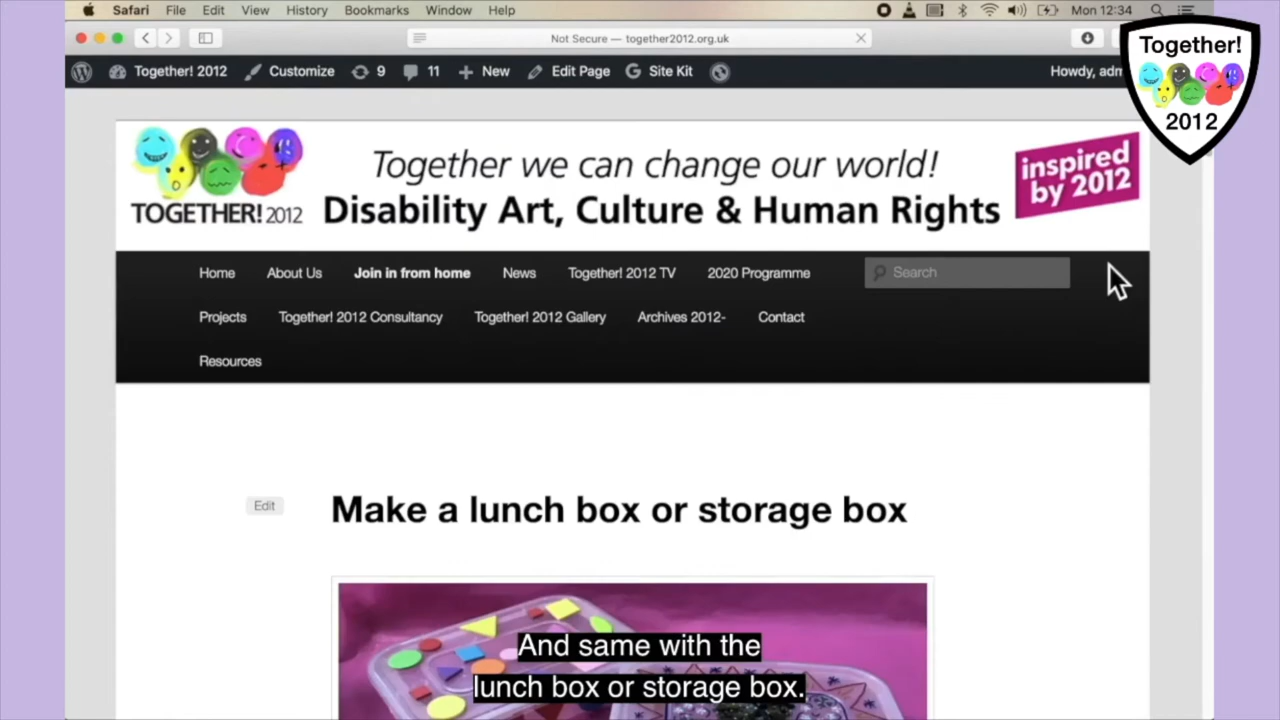 Safari File Edit View History Bookmarks Window Help Mon 12:34
Not Secure — together2012.org.uk
Together! 2012 Customize 9 11 New Edit Page Site Kit Howdy, adm
Together!
2012
Together we can change our world!
Disability Art, Culture & Human Rights
TOGETHER! 2012
inspired
by 2012
Home About Us Join in from home News Together! 2012 TV 2020 Programme Search
Projects Together! 2012 Consultancy Together! 2012 Gallery Archives 2012- Contact
Resources
Edit
Make a lunch box or storage box
And same with the
lunch box or storage box.